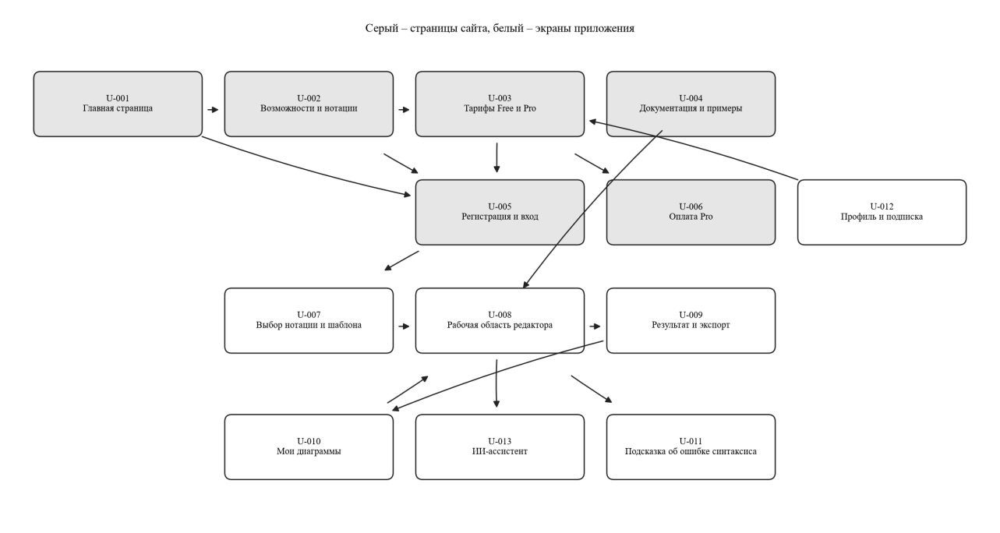 Серый – страницы сайта, белый – экраны приложения
U-001
Главная страница
U-002
Возможности и нотации
U-003
Тарифы Free и Pro
U-004
Документация и примеры
U-005
Регистрация и вход
U-006
Оплата Pro
U-012
Профиль и подписка
U-007
Выбор нотации и шаблона
U-008
Рабочая область редактора
U-009
Результат и экспорт
U-010
Мои диаграммы
U-013
ИИ-ассистент
U-011
Подсказка об ошибке синтаксиса